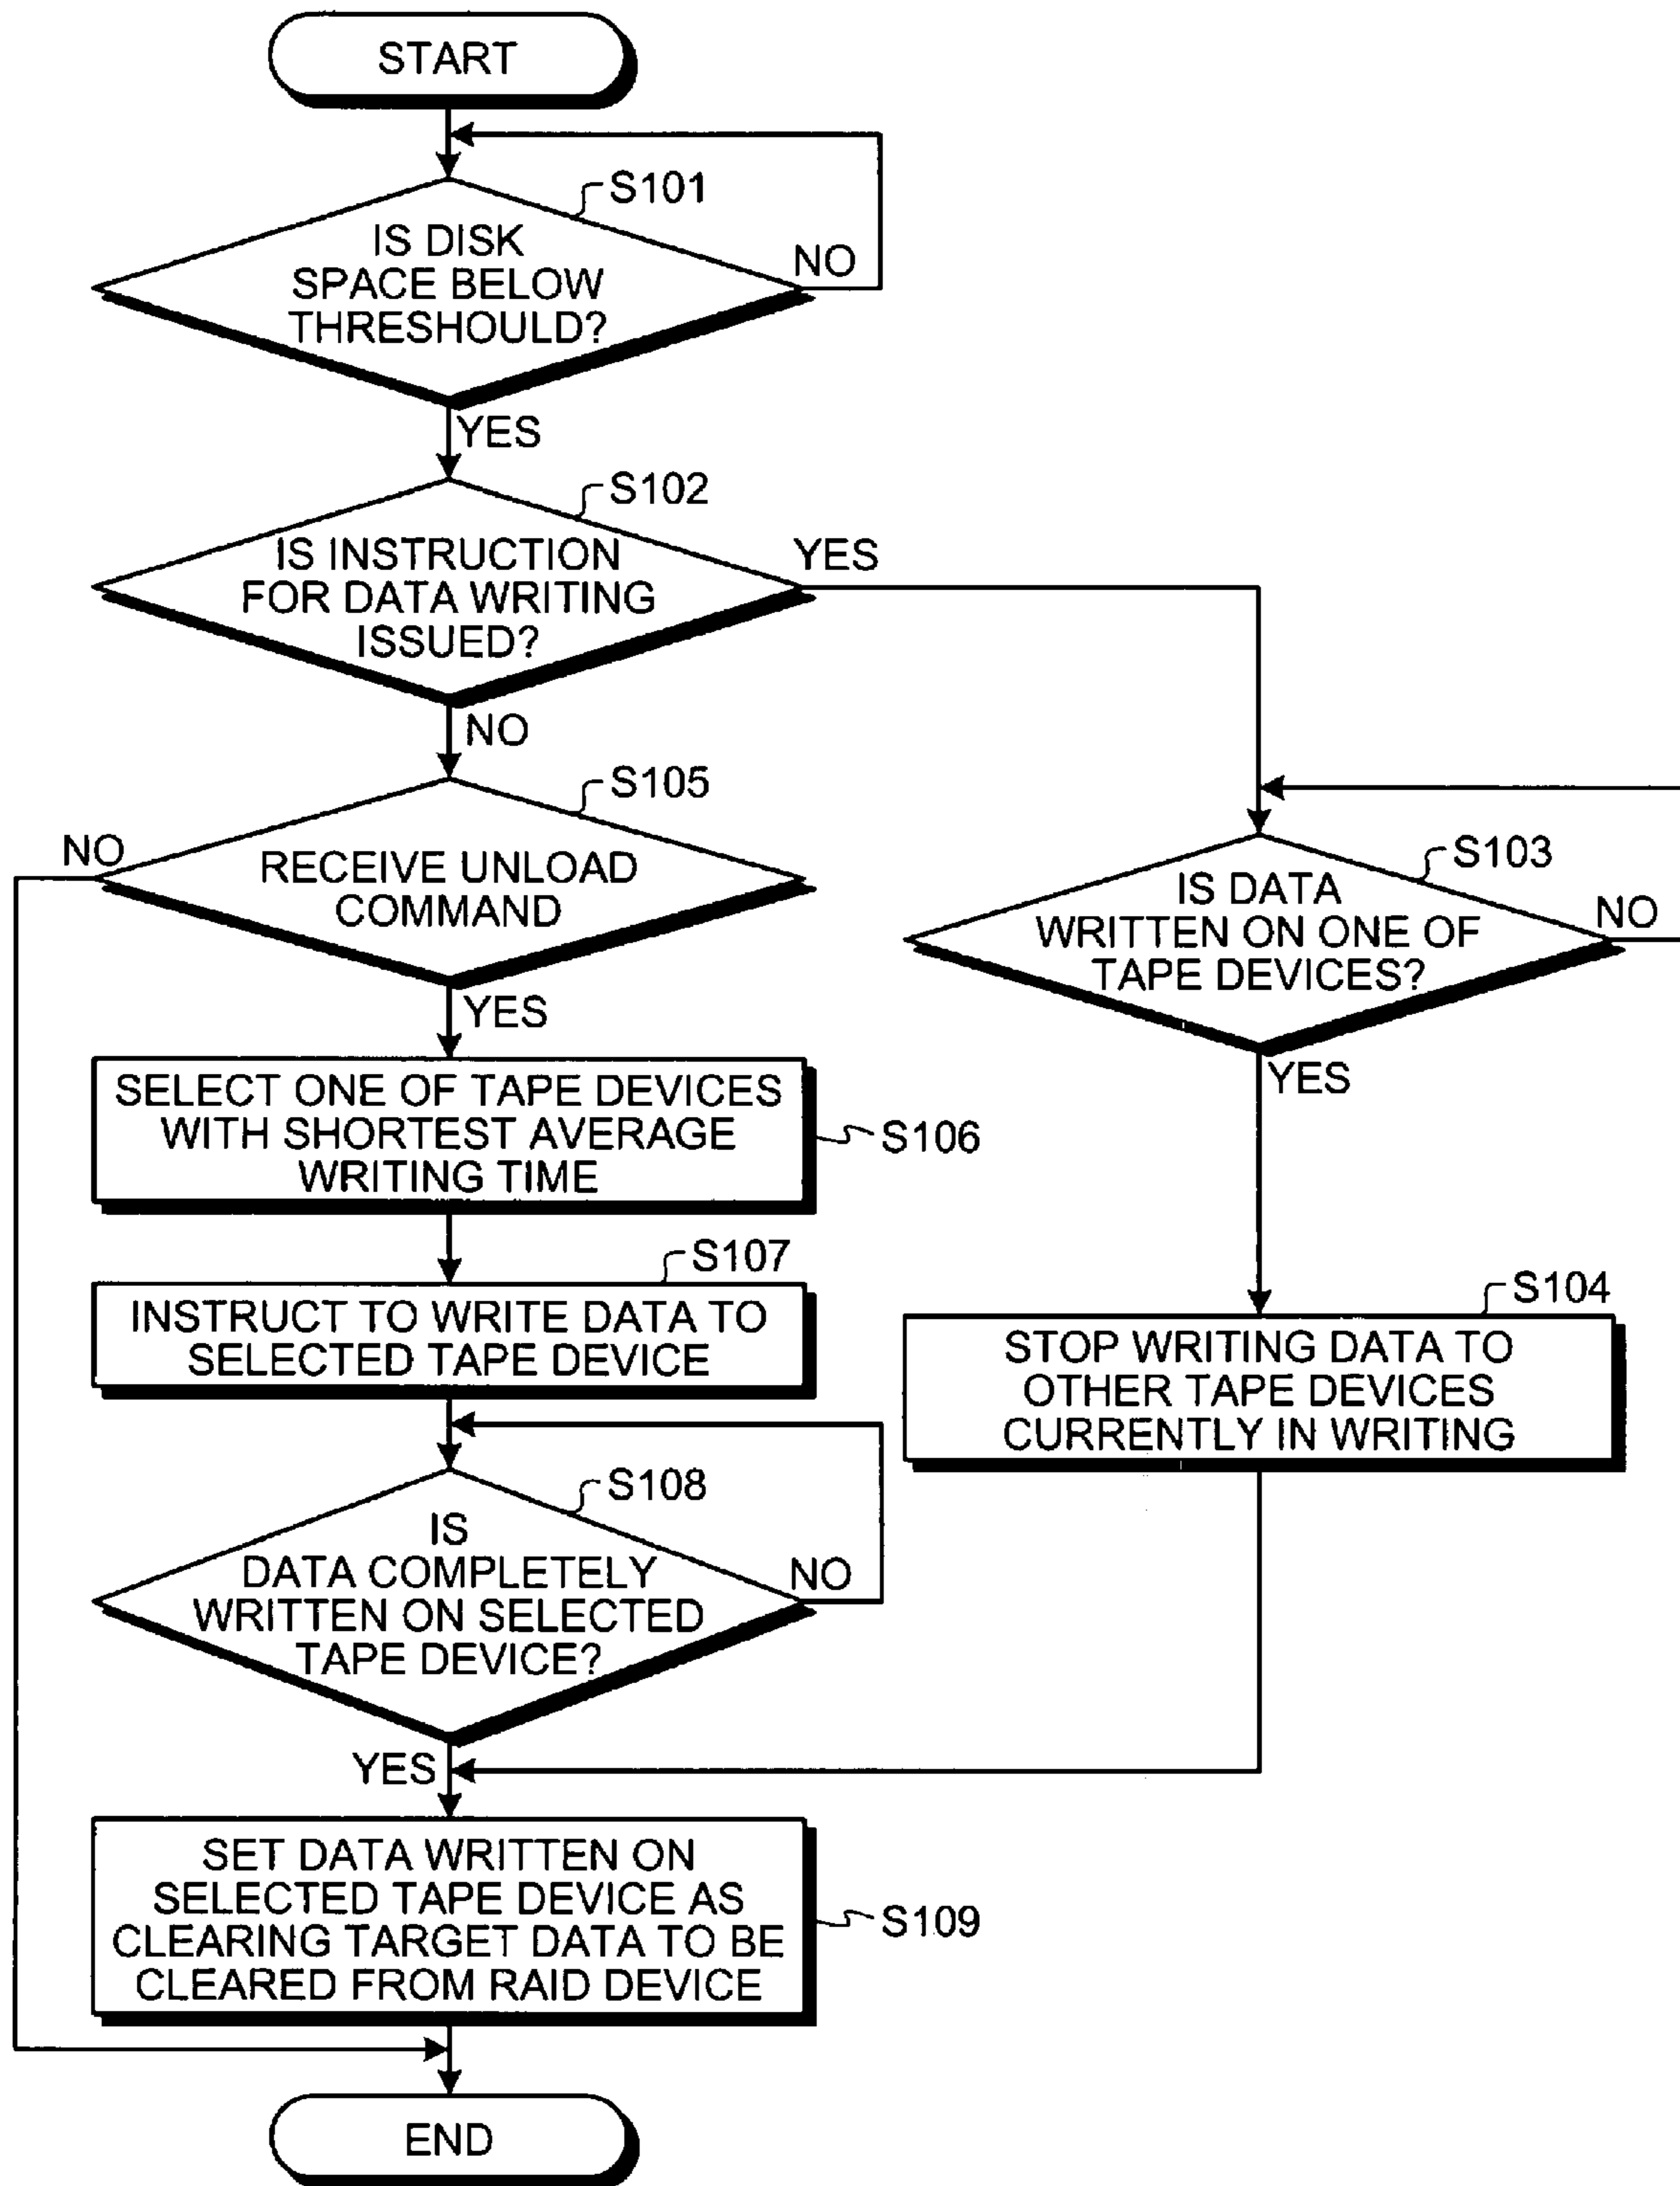 START
S101
IS DISK
SPACE BELOW
THRESHOULD?
NO
YES
S102
IS INSTRUCTION
FOR DATA WRITING
ISSUED?
YES
NO
S105
RECEIVE UNLOAD
COMMAND
NO
YES
S103
IS DATA
WRITTEN ON ONE OF
TAPE DEVICES?
NO
YES
SELECT ONE OF TAPE DEVICES
WITH SHORTEST AVERAGE
WRITING TIME
S106
S107
INSTRUCT TO WRITE DATA TO
SELECTED TAPE DEVICE
S104
STOP WRITING DATA TO
OTHER TAPE DEVICES
CURRENTLY IN WRITING
S108
IS
DATA COMPLETELY
WRITTEN ON SELECTED
TAPE DEVICE?
NO
YES
SET DATA WRITTEN ON
SELECTED TAPE DEVICE AS
CLEARING TARGET DATA TO BE
CLEARED FROM RAID DEVICE
S109
END